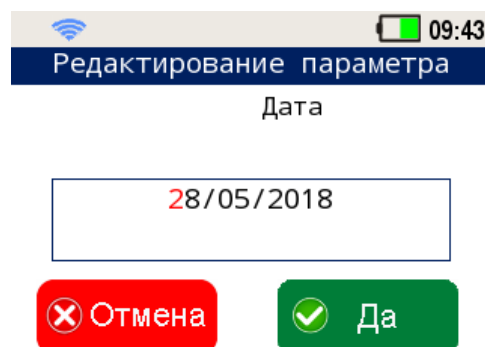 09:43
Редактирование параметра
Дата
28/05/2018
Отмена
Да